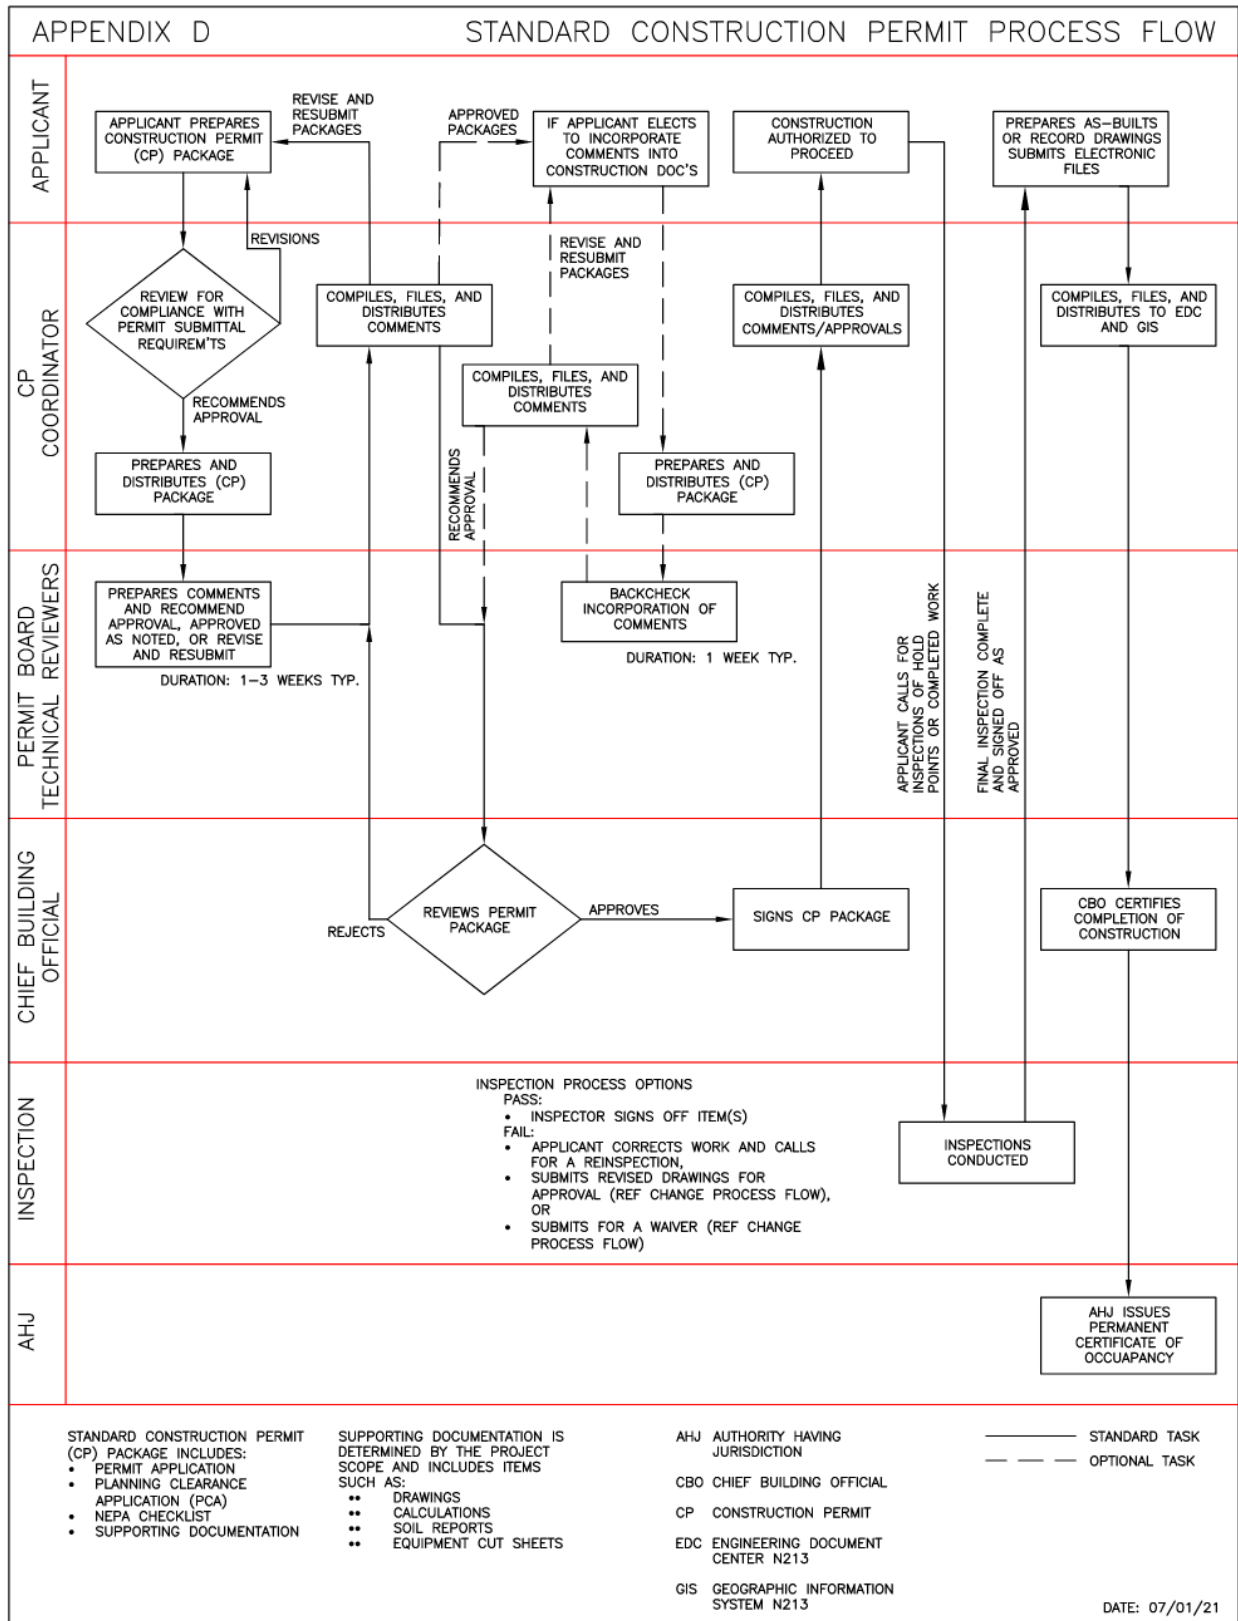 APPENDIX D
STANDARD CONSTRUCTION PERMIT PROCESS FLOW
APPLICANT
APPLICANT PREPARES
CONSTRUCTION PERMIT
(CP) PACKAGE
REVISE AND
RESUBMIT
PACKAGES
APPROVED
PACKAGES
IF APPLICANT ELECTS
TO INCORPORATE
COMMENTS INTO
CONSTRUCTION DOC'S
CONSTRUCTION
AUTHORIZED TO
PROCEED
PREPARES AS-BUILTS
OR RECORD DRAWINGS
SUBMITS ELECTRONIC
FILES
CP
COORDINATOR
REVISIONS
REVIEW FOR
COMPLIANCE WITH
PERMIT SUBMITTAL
REQUIREM'TS
RECOMMENDS
APPROVAL
PREPARES AND
DISTRIBUTES (CP)
PACKAGE
COMPILES, FILES, AND
DISTRIBUTES
COMMENTS
REVISE AND
RESUBMIT
PACKAGES
COMPILES, FILES, AND
DISTRIBUTES
COMMENTS
RECOMMENDS
APPROVAL
PREPARES AND
DISTRIBUTES (CP)
PACKAGE
COMPILES, FILES, AND
DISTRIBUTES
COMMENTS/APPROVALS
COMPILES, FILES, AND
DISTRIBUTES TO EDC
AND GIS
PERMIT BOARD
TECHNICAL REVIEWERS
PREPARES COMMENTS
AND RECOMMEND
APPROVAL, APPROVED
AS NOTED, OR REVISE
AND RESUBMIT
DURATION: 1-3 WEEKS TYP.
BACKCHECK
INCORPORATION OF
COMMENTS
DURATION: 1 WEEK TYP.
APPLICANT CALLS FOR
INSPECTIONS OF HOLD
POINTS OR COMPLETED WORK
FINAL INSPECTION COMPLETE
AND SIGNED OFF AS
APPROVED
CHIEF BUILDING
OFFICIAL
REJECTS
REVIEWS PERMIT
PACKAGE
APPROVES
SIGNS CP PACKAGE
CBO CERTIFIES
COMPLETION OF
CONSTRUCTION
INSPECTION
INSPECTION PROCESS OPTIONS
PASS:
• INSPECTOR SIGNS OFF ITEM(S)
FAIL:
• APPLICANT CORRECTS WORK AND CALLS
FOR A REINSPECTION,
• SUBMITS REVISED DRAWINGS FOR
APPROVAL (REF CHANGE PROCESS FLOW),
OR
• SUBMITS FOR A WAIVER (REF CHANGE
PROCESS FLOW)
INSPECTIONS
CONDUCTED
AHJ
AHJ ISSUES
PERMANENT
CERTIFICATE OF
OCCUAPANCY
STANDARD CONSTRUCTION PERMIT
(CP) PACKAGE INCLUDES:
• PERMIT APPLICATION
• PLANNING CLEARANCE
APPLICATION (PCA)
• NEPA CHECKLIST
• SUPPORTING DOCUMENTATION
SUPPORTING DOCUMENTATION IS
DETERMINED BY THE PROJECT
SCOPE AND INCLUDES ITEMS
SUCH AS:
•• DRAWINGS
•• CALCULATIONS
•• SOIL REPORTS
•• EQUIPMENT CUT SHEETS
AHJ AUTHORITY HAVING
JURISDICTION
CBO CHIEF BUILDING OFFICIAL
CP CONSTRUCTION PERMIT
EDC ENGINEERING DOCUMENT
CENTER N213
GIS GEOGRAPHIC INFORMATION
SYSTEM N213
STANDARD TASK
OPTIONAL TASK
DATE: 07/01/21